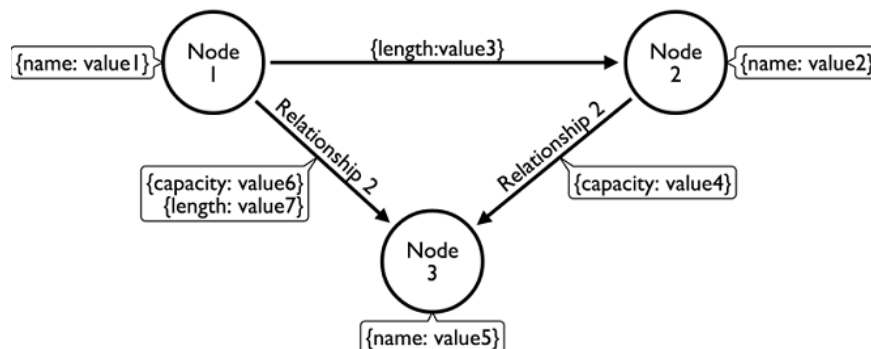 Node
1
{length:value3}
Node
2
{name: value1}
{name: value2}
Relationship 2
Relationship 2
{capacity: value6}
{length: value7}
{capacity: value4}
Node
3
{name: value5}